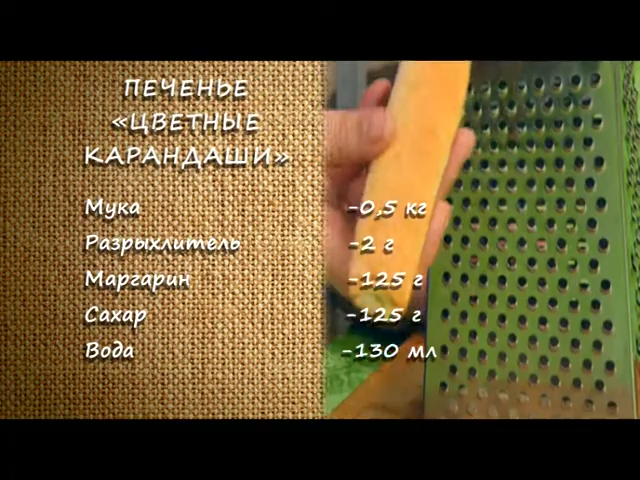 ПЕЧЕНЬЕ
«ЦВЕТНЫЕ
КАРАНДАШИ»
Мука -0,5 кг
Разрыхлитель -2 г
Маргарин -125 г
Сахар -125 г
Вода -130 мл